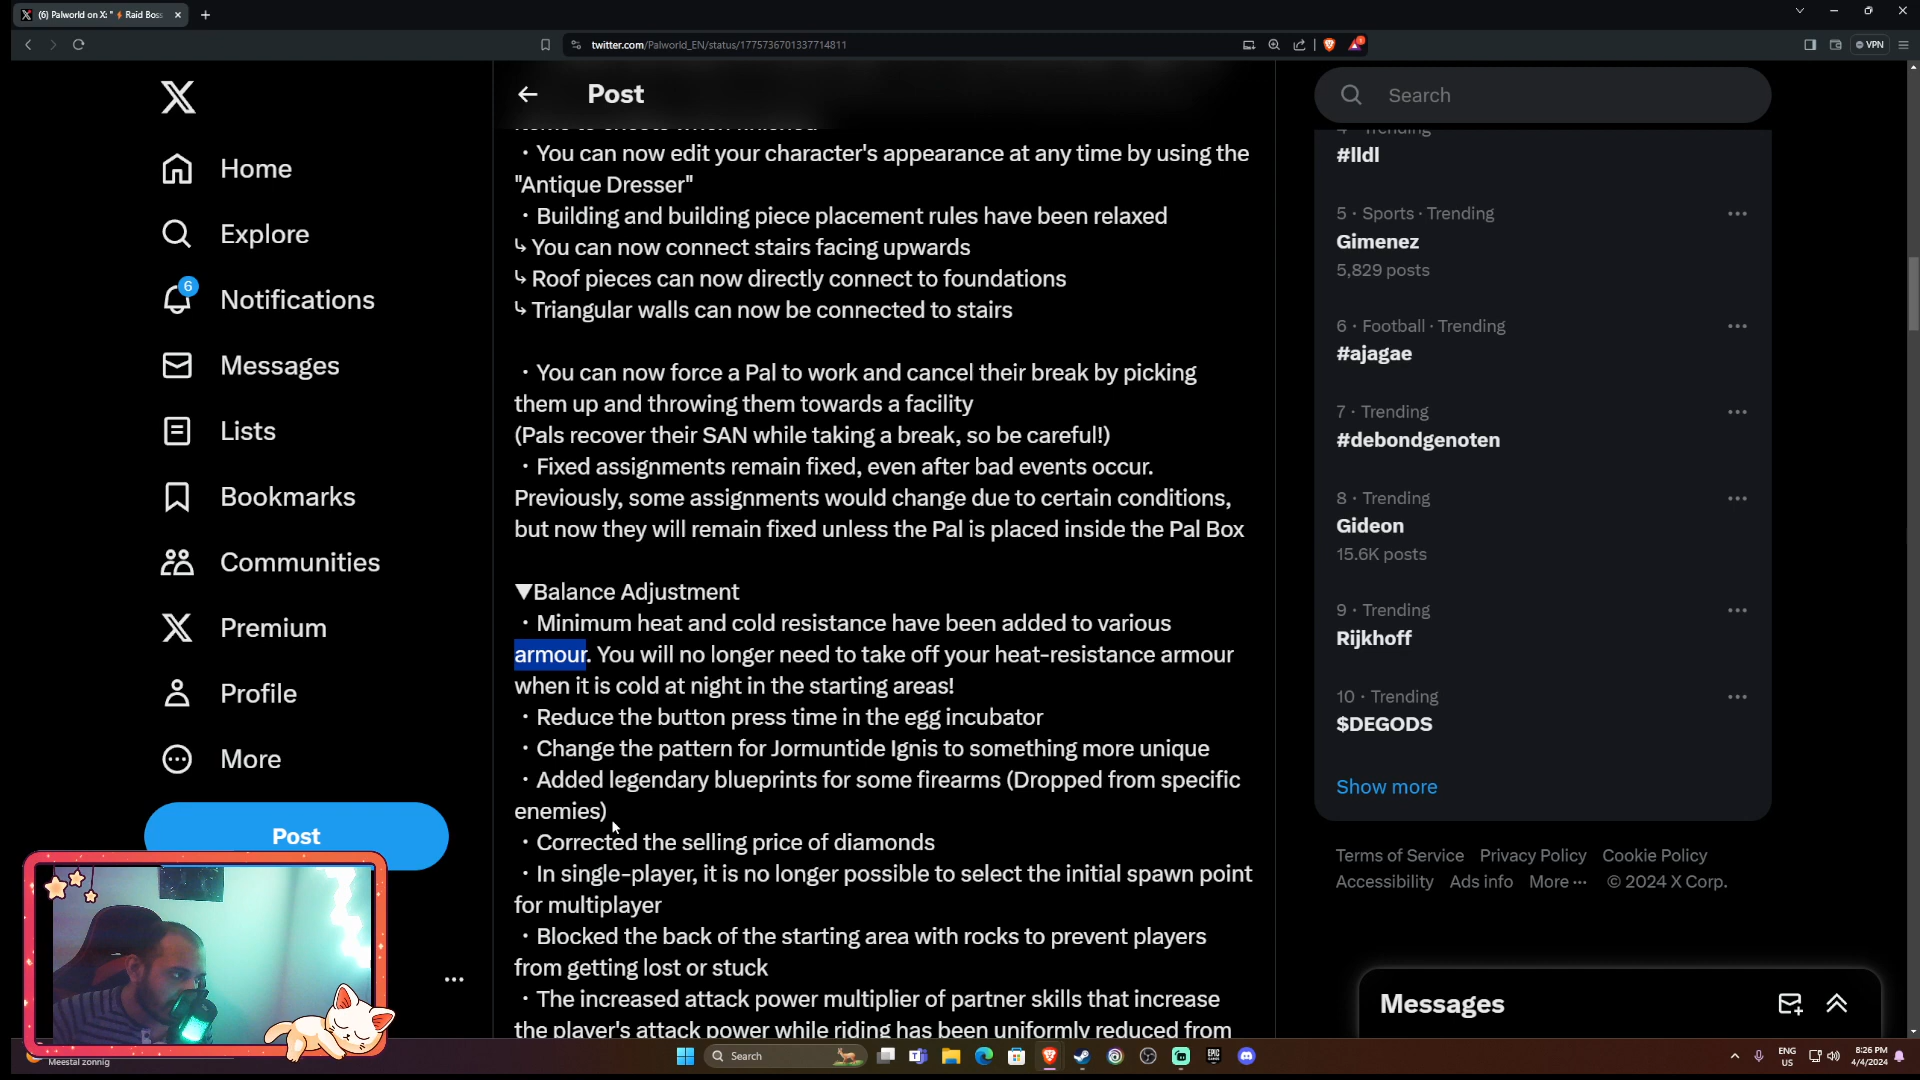 (6) Palworld on X: "⚡ Raid Boss
twitter.com/Palworld_EN/status/1775736701337714811
VPN
Home
Explore
6
Notifications
Messages
Lists
Bookmarks
Communities
Premium
Profile
More
Post
Post
・You can now edit your character's appearance at any time by using the
"Antique Dresser"
・Building and building piece placement rules have been relaxed
↳ You can now connect stairs facing upwards
↳ Roof pieces can now directly connect to foundations
↳ Triangular walls can now be connected to stairs
・You can now force a Pal to work and cancel their break by picking
them up and throwing them towards a facility
(Pals recover their SAN while taking a break, so be careful!)
・Fixed assignments remain fixed, even after bad events occur.
Previously, some assignments would change due to certain conditions,
but now they will remain fixed unless the Pal is placed inside the Pal Box
▼Balance Adjustment
・Minimum heat and cold resistance have been added to various
armour. You will no longer need to take off your heat-resistance armour
when it is cold at night in the starting areas!
・Reduce the button press time in the egg incubator
・Change the pattern for Jormuntide Ignis to something more unique
・Added legendary blueprints for some firearms (Dropped from specific
enemies)
・Corrected the selling price of diamonds
・In single-player, it is no longer possible to select the initial spawn point
for multiplayer
・Blocked the back of the starting area with rocks to prevent players
from getting lost or stuck
・The increased attack power multiplier of partner skills that increase
the player's attack power while riding has been uniformly reduced from
Search
4 · Trending
#lldl
5 · Sports · Trending
Gimenez
5,829 posts
6 · Football · Trending
#ajagae
7 · Trending
#debondgenoten
8 · Trending
Gideon
15.6K posts
9 · Trending
Rijkhoff
10 · Trending
$DEGODS
Show more
Terms of Service Privacy Policy Cookie Policy
Accessibility Ads info More ··· © 2024 X Corp.
Messages
Meestal zonnig
Search
ENG
US
8:26 PM
4/4/2024